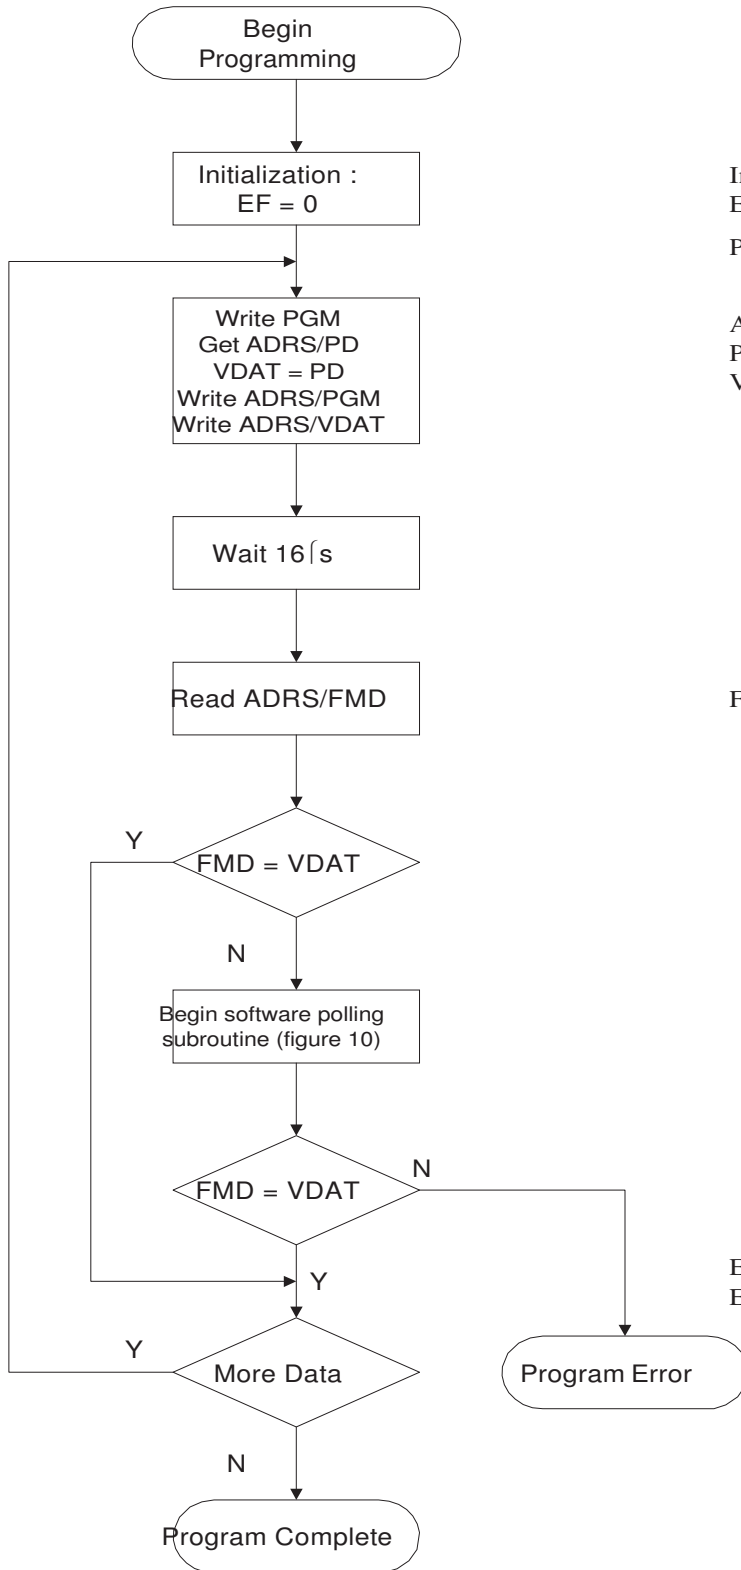 Begin
Programming
Initialization :
EF = 0
Write PGM
Get ADRS/PD
VDAT = PD
Write ADRS/PGM
Write ADRS/VDAT
Wait 16⌠s
Read ADRS/FMD
Y
FMD = VDAT
N
Begin software polling
subroutine (figure 10)
N
FMD = VDAT
Y
Y
More Data
Program Error
N
Program Complete